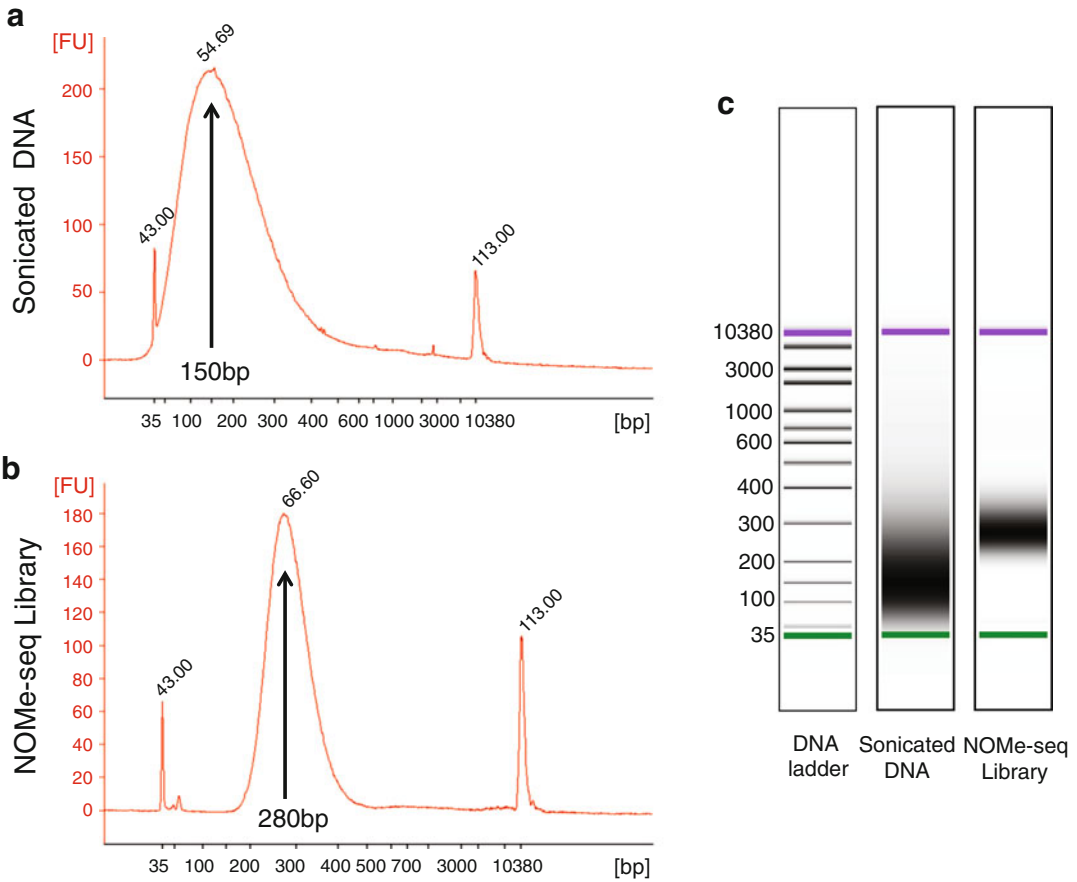 a
[FU]
Sonicated DNA
200
150
100
50
0
43.00
54.69
113.00
150bp
35 100 200 300 400 600 1000 3000 10380 [bp]
b
[FU]
NOMe-seq Library
180
160
140
120
100
80
60
40
20
0
43.00
66.60
113.00
280bp
35 100 200 300 400 500 700 3000 10380 [bp]
c
10380
3000
1000
600
400
300
200
100
35
DNA
ladder
Sonicated
DNA
NOMe-seq
Library